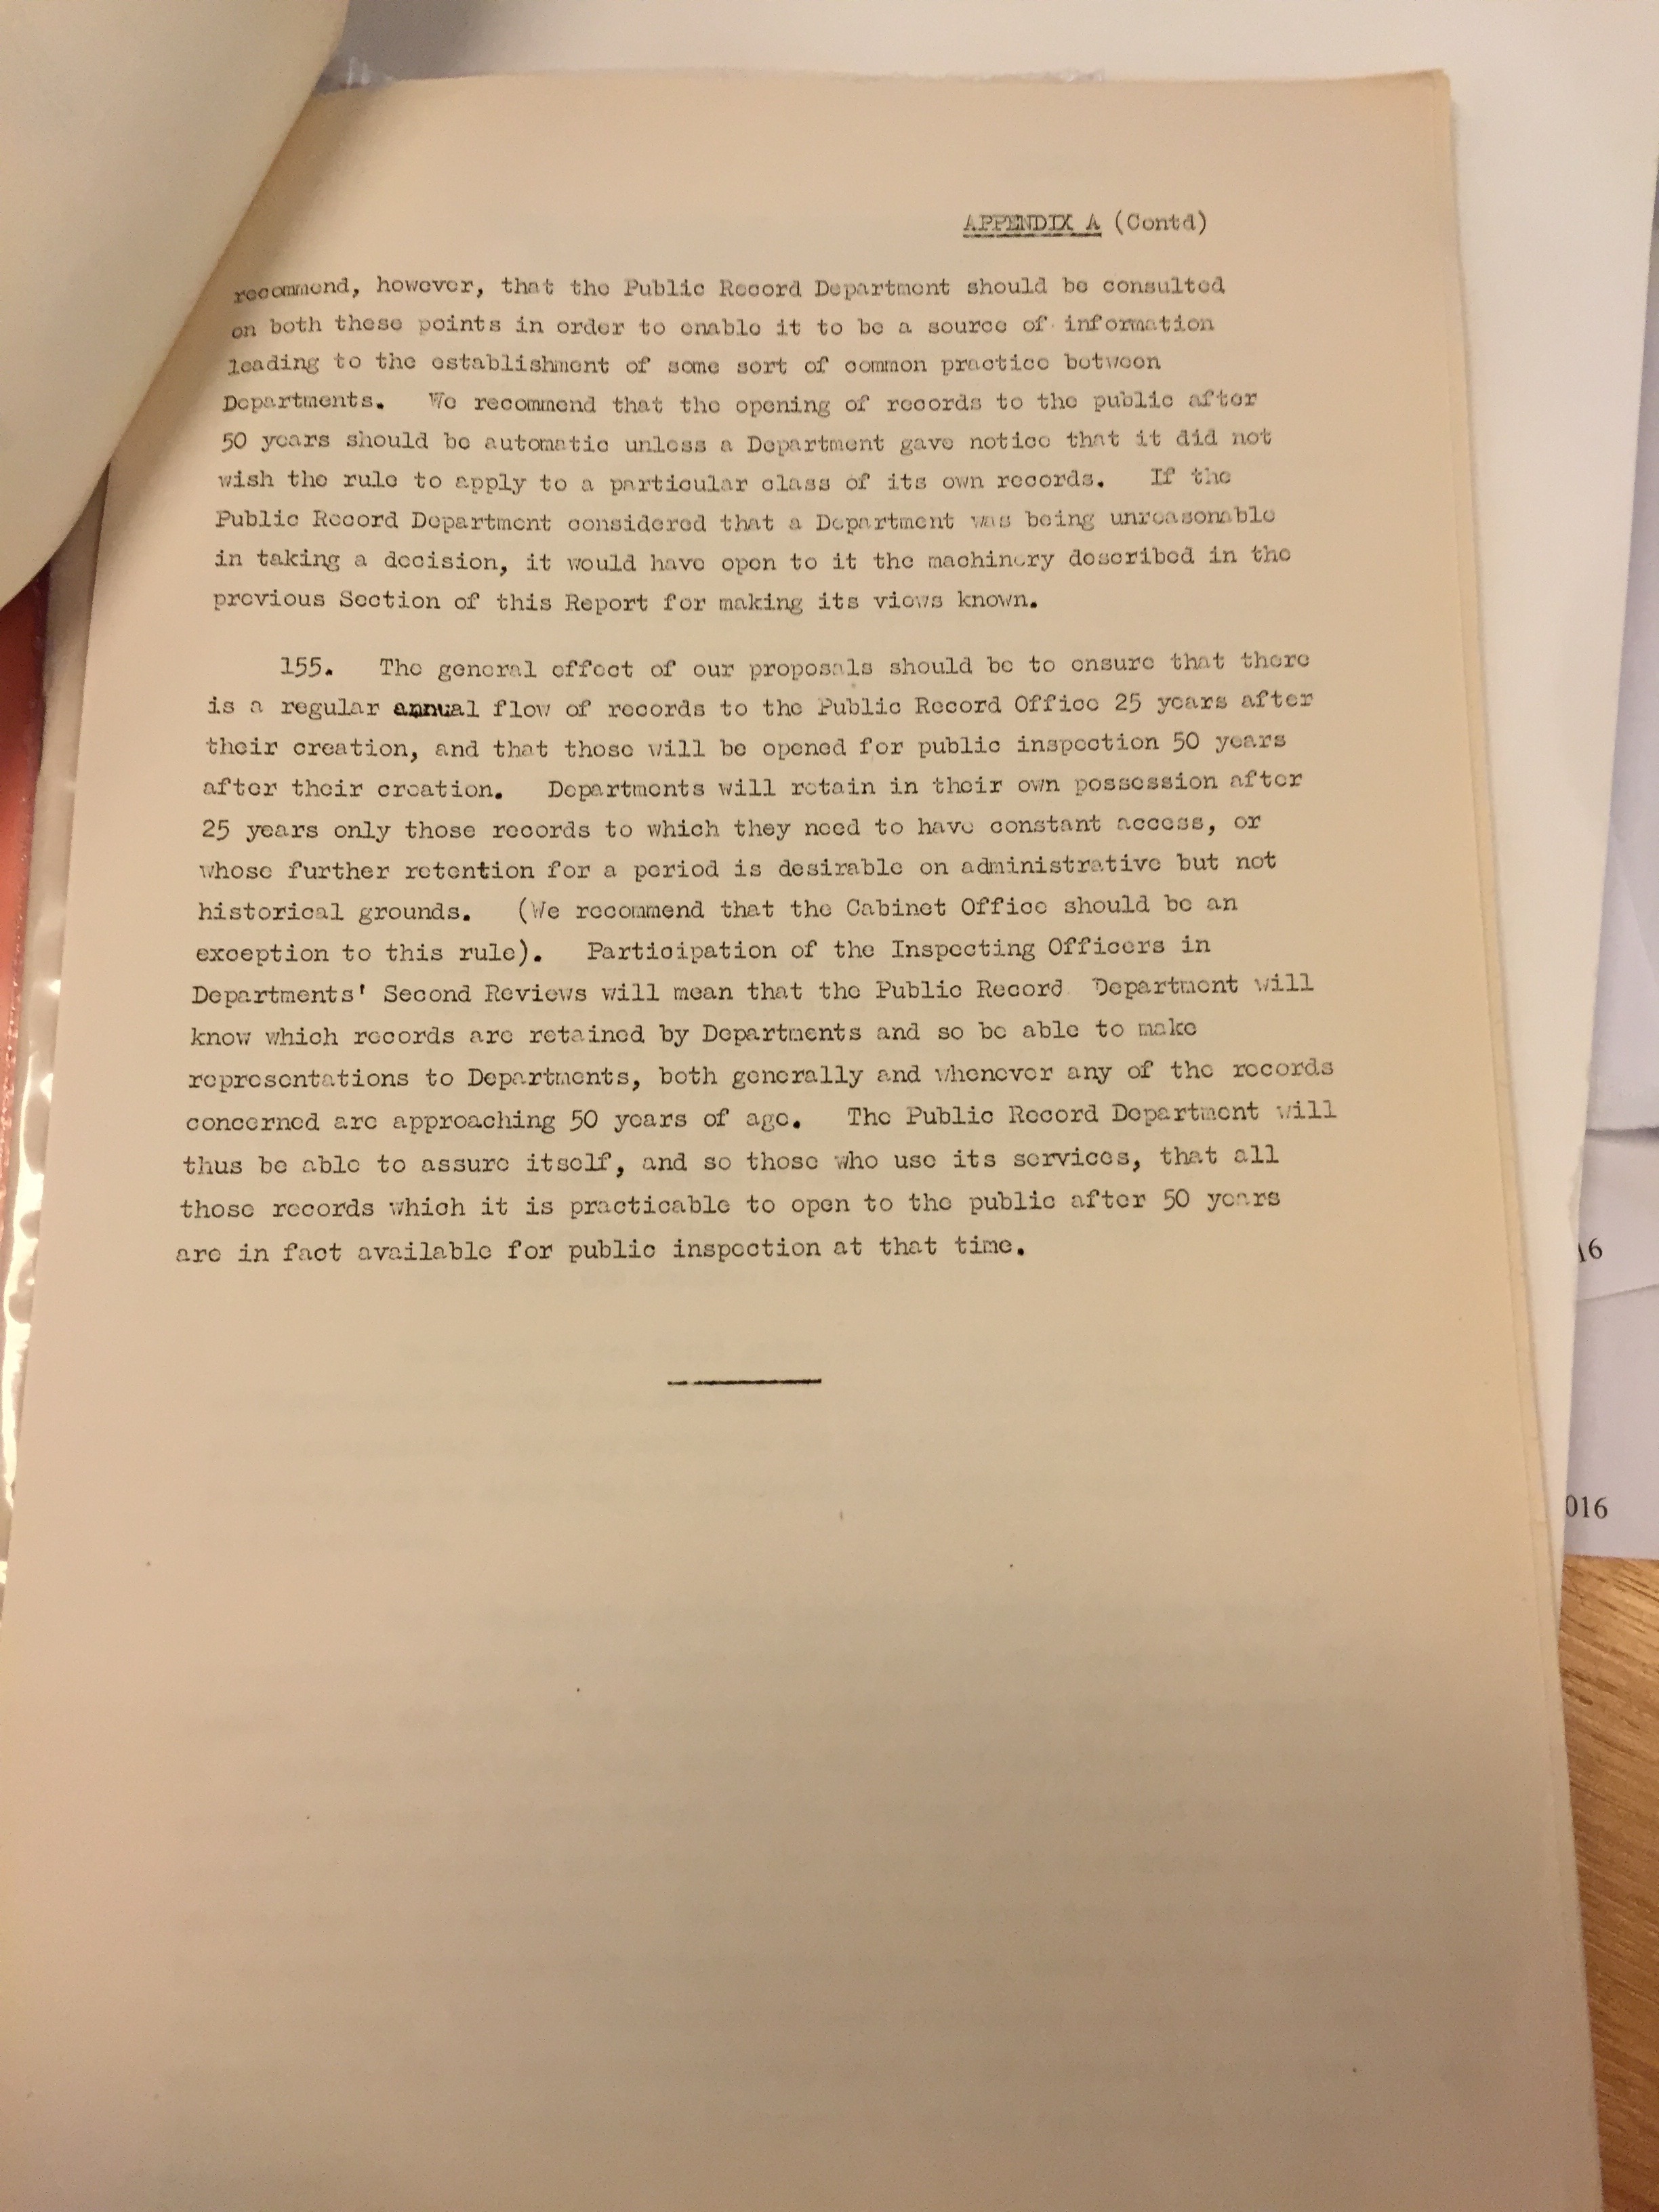 APPENDIX A (Contd)
recommend, however, that the Public Record Department should be consulted
on both these points in order to enable it to be a source of information
leading to the establishment of some sort of common practice between
Departments. We recommend that the opening of records to the public after
50 years should be automatic unless a Department gave notice that it did not
wish the rule to apply to a particular class of its own records. If the
Public Record Department considered that a Department was being unreasonable
in taking a decision, it would have open to it the machinery described in the
previous Section of this Report for making its views known.
155. The general effect of our proposals should be to ensure that there
is a regular annual flow of records to the Public Record Office 25 years after
their creation, and that those will be opened for public inspection 50 years
after their creation. Departments will retain in their own possession after
25 years only those records to which they need to have constant access, or
whose further retention for a period is desirable on administrative but not
historical grounds. (We recommend that the Cabinet Office should be an
exception to this rule). Participation of the Inspecting Officers in
Departments' Second Reviews will mean that the Public Record Department will
know which records are retained by Departments and so be able to make
representations to Departments, both generally and whenever any of the records
concerned are approaching 50 years of age. The Public Record Department will
thus be able to assure itself, and so those who use its services, that all
those records which it is practicable to open to the public after 50 years
are in fact available for public inspection at that time.
16
016